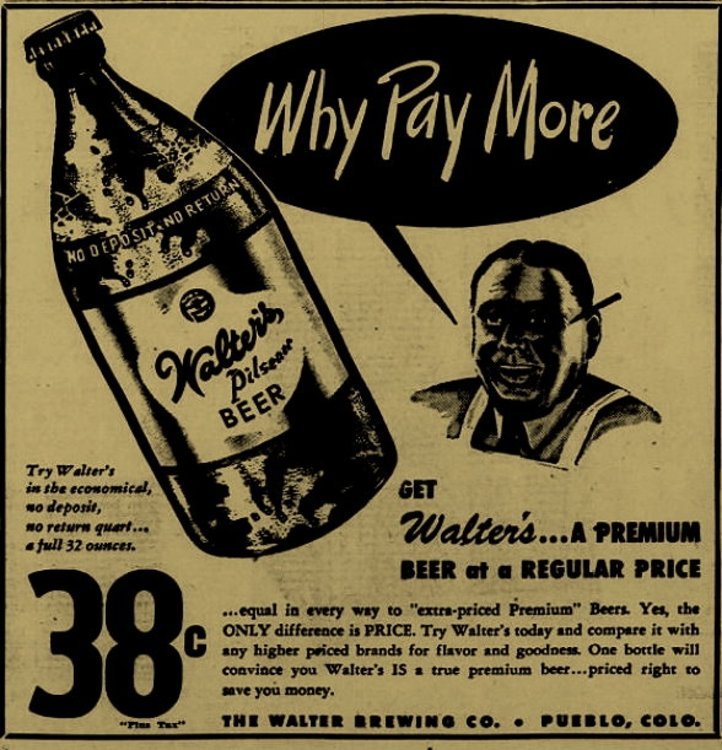 Why Pay More
NO DEPOSIT·NO RETURN
Walter's
Pilsener
BEER
Try Walter's
in the economical,
no deposit,
no return quart...
a full 32 ounces.
38c
"Plus Tax"
GET
Walter's...A PREMIUM
BEER at a REGULAR PRICE
...equal in every way to "extra-priced Premium" Beers. Yes, the
ONLY difference is PRICE. Try Walter's today and compare it with
any higher priced brands for flavor and goodness. One bottle will
convince you Walter's IS a true premium beer...priced right to
save you money.
THE WALTER BREWING CO. • PUEBLO, COLO.